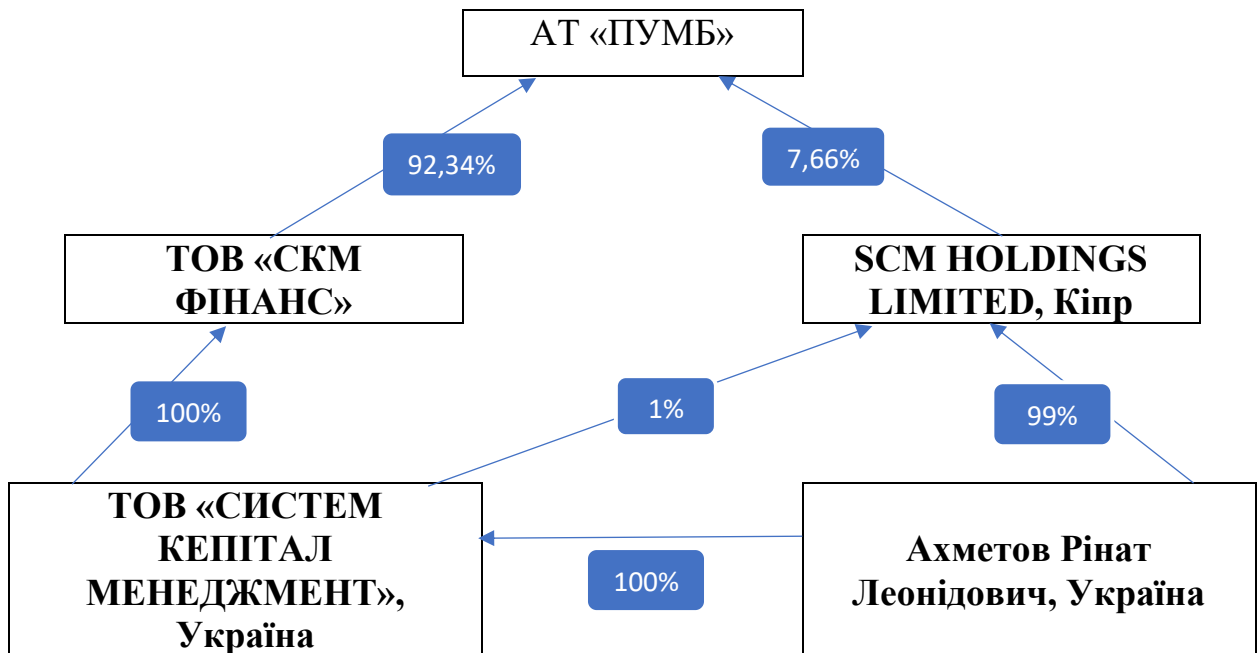 АТ «ПУМБ»
92,34%
7,66%
ТОВ «СКМ
ФІНАНС»
SCM HOLDINGS
LIMITED, Кіпр
100%
1%
99%
ТОВ «СИСТЕМ
КЕПІТАЛ
МЕНЕДЖМЕНТ»,
Україна
100%
Ахметов Рінат
Леонідович, Україна